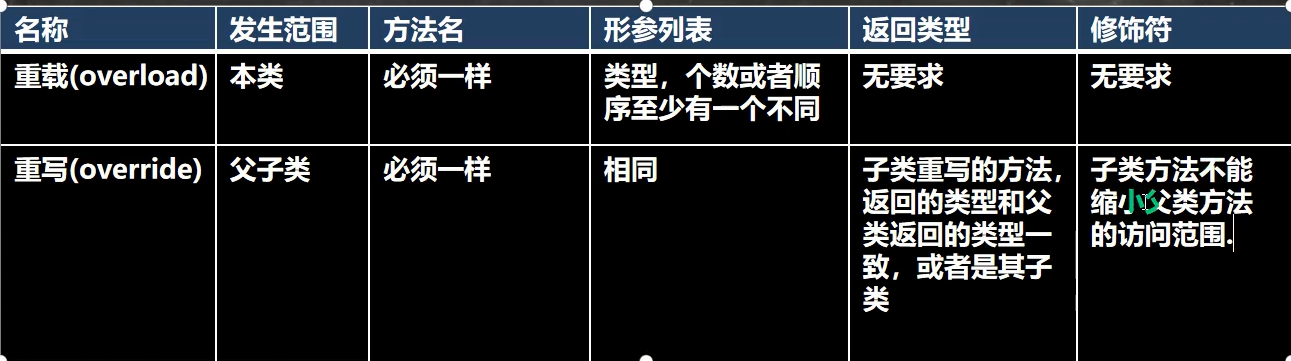 名称 发生范围 方法名 形参列表 返回类型 修饰符
重载(overload) 本类 必须一样 类型，个数或者顺 无要求 无要求
序至少有一个不同
重写(override) 父子类 必须一样 相同 子类重写的方法， 子类方法不能
返回的类型和父 缩小父类方法
类返回的类型一 的访问范围.
致，或者是其子
类